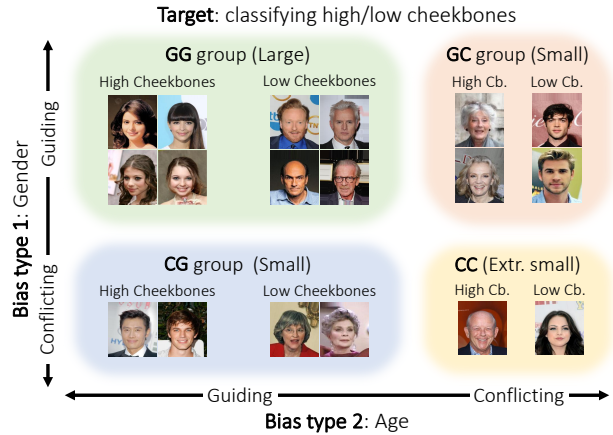 Target: classifying high/low cheekbones
GG group (Large)
High Cheekbones
Low Cheekbones
GC group (Small)
High Cb.
Low Cb.
CG group (Small)
High Cheekbones
Low Cheekbones
CC (Extr. small)
High Cb.
Low Cb.
Bias type 1: Gender
Guiding
Conflicting
Guiding
Conflicting
Bias type 2: Age